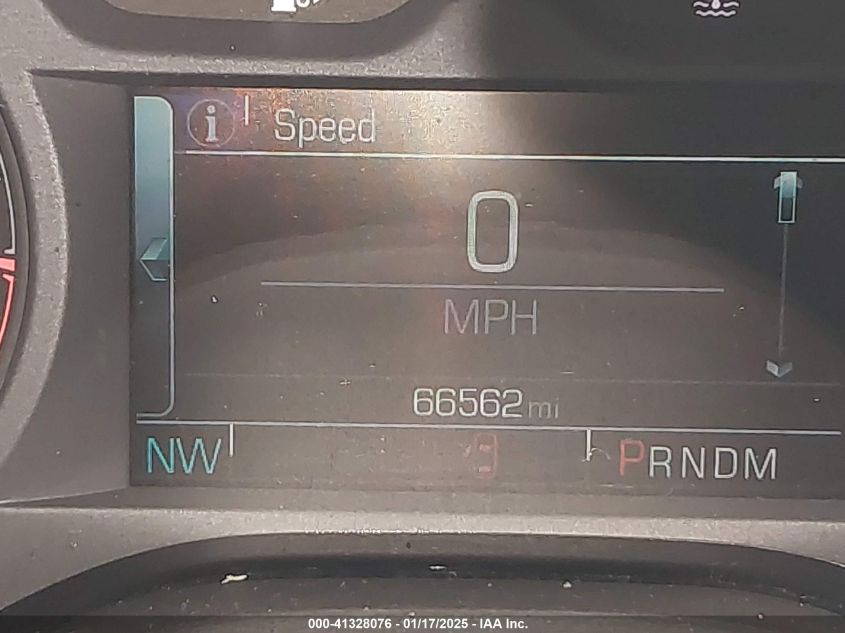 i Speed
0
MPH
66562 mi
NW PRNDM
000-41328076 - 01/17/2025 - IAA Inc.